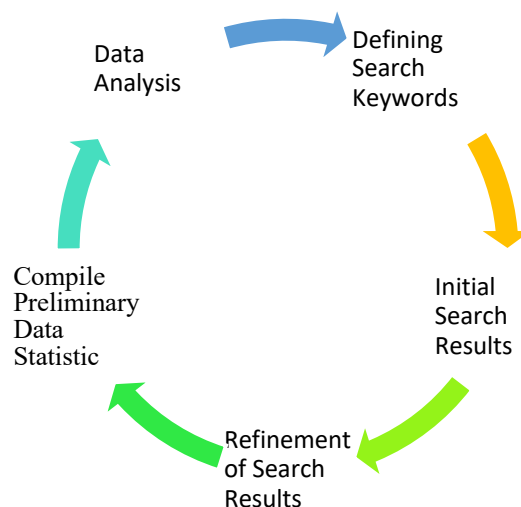 Data
Analysis
Defining
Search
Keywords
Initial
Search
Results
Refinement
of Search
Results
Compile
Preliminary
Data
Statistic